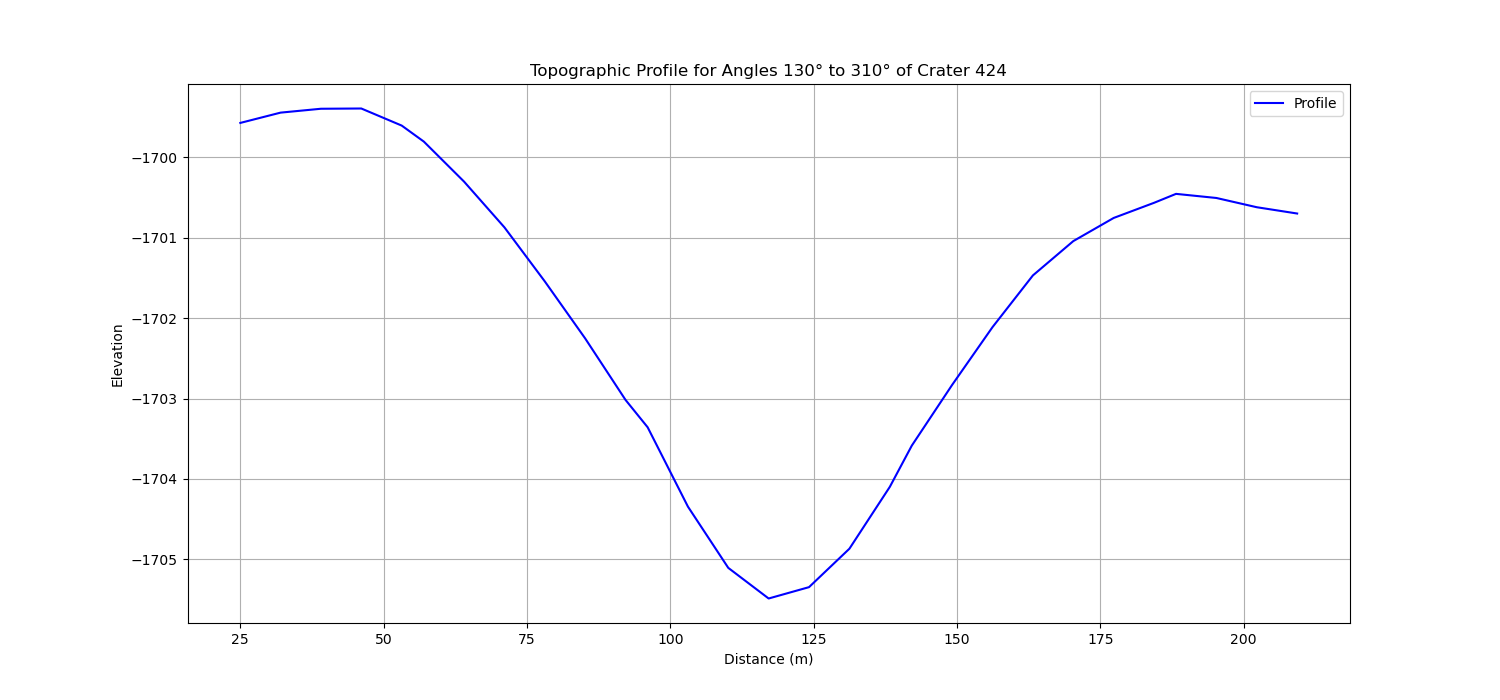 Topographic Profile for Angles 130° to 310° of Crater 424
Profile
−1700
−1701
−1702
−1703
−1704
−1705
Elevation
25 50 75 100 125 150 175 200
Distance (m)